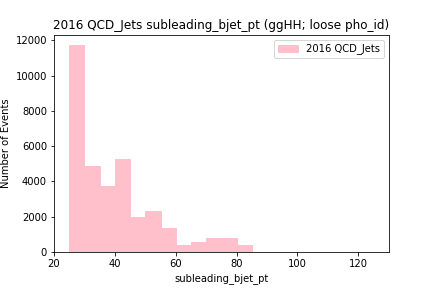 2016 QCD_Jets subleading_bjet_pt (ggHH; loose pho_id)
2016 QCD_Jets
Number of Events
12000
10000
8000
6000
4000
2000
0
20 40 60 80 100 120
subleading_bjet_pt